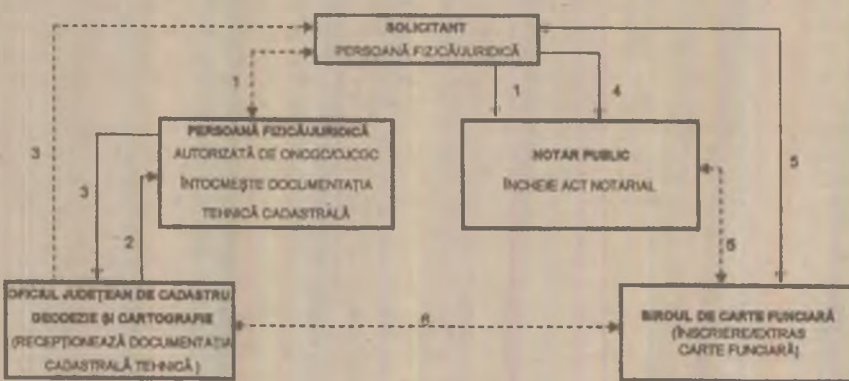 SOLICITANT
PERSOANĂ FIZICĂ/JURIDICĂ
1
1
4
3
PERSOANĂ FIZICĂ/JURIDICĂ
AUTORIZATĂ DE ONCGC/OJCGC
ÎNTOCMEȘTE DOCUMENTAȚIA
TEHNICĂ CADASTRALĂ
NOTAR PUBLIC
ÎNCHEIE ACT NOTARIAL
5
3
2
5
OFICIUL JUDEȚEAN DE CADASTRU,
GEODEZIE ȘI CARTOGRAFIE
(RECEPȚIONEAZĂ DOCUMENTAȚIA
CADASTRALĂ TEHNICĂ)
6
BIROUL DE CARTE FUNCIARĂ
(ÎNSCRIERE/EXTRAS
CARTE FUNCIARĂ)